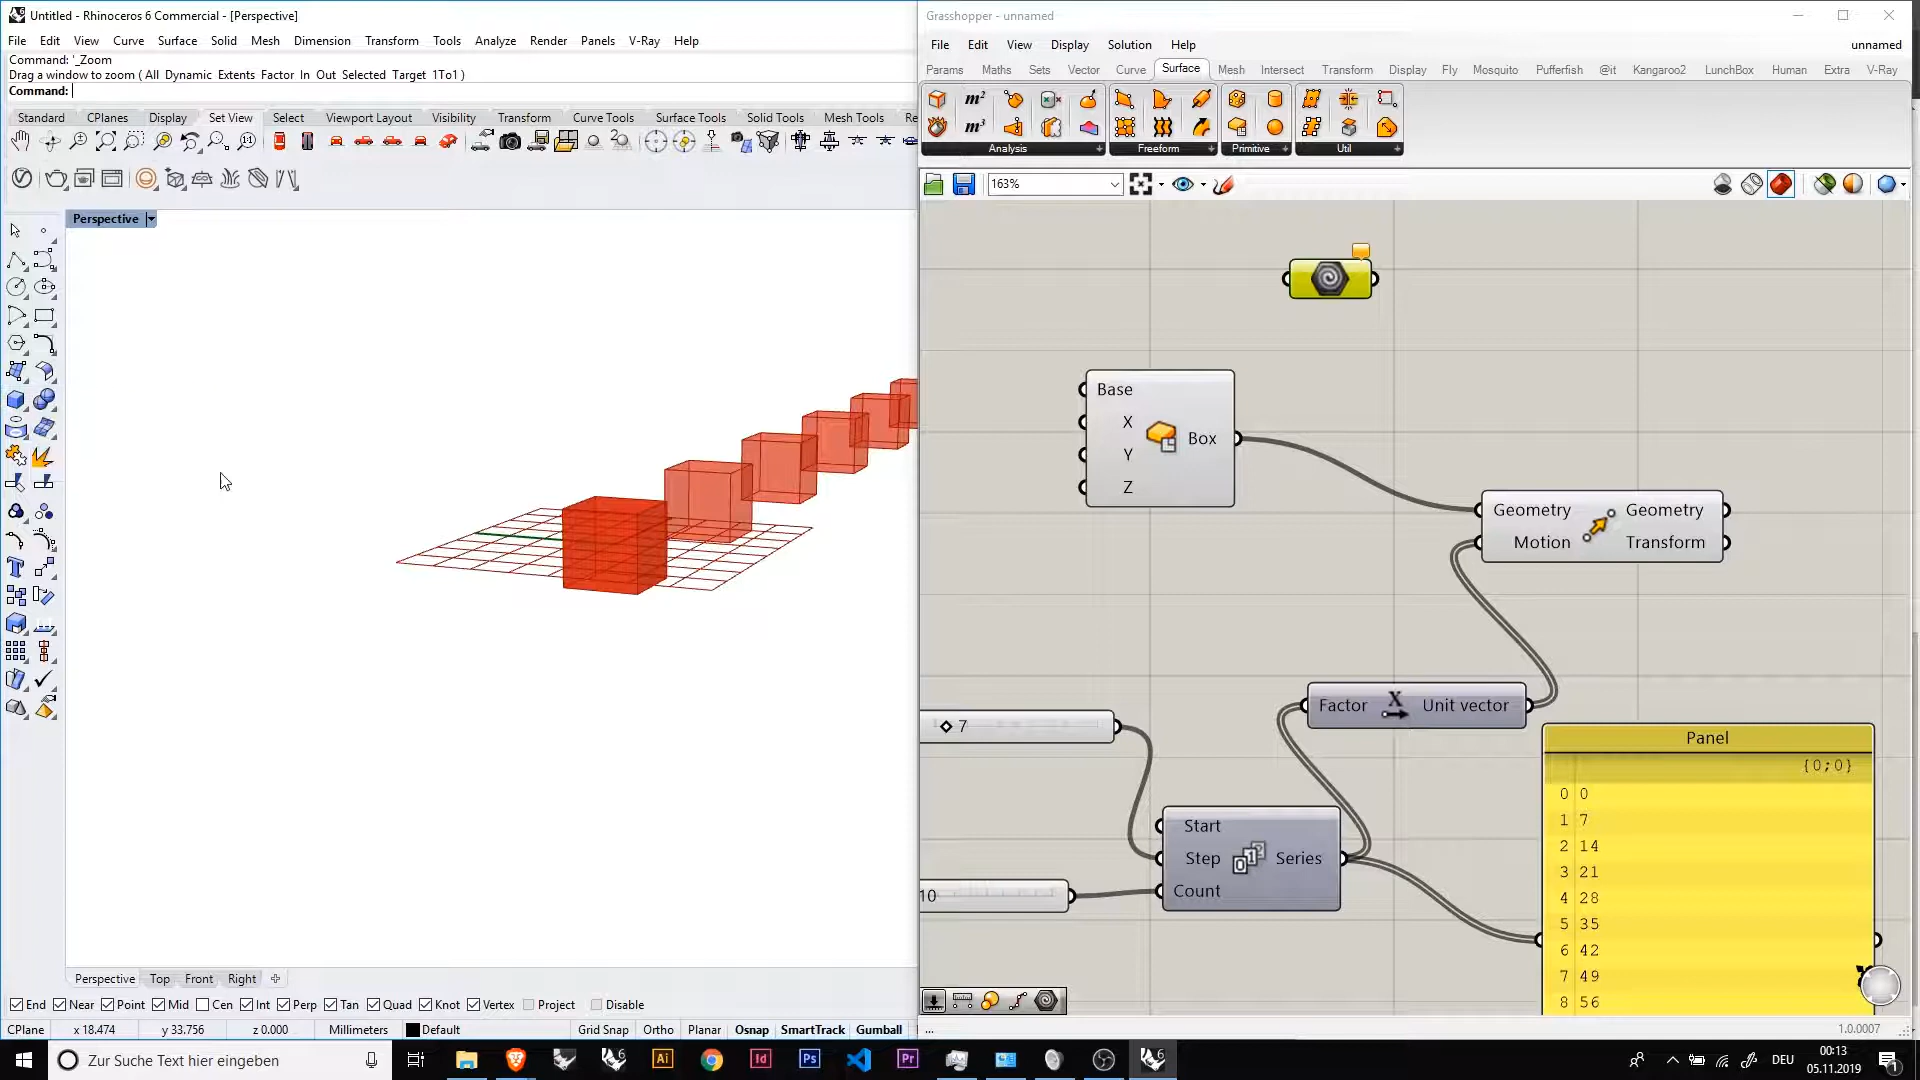 Untitled - Rhinoceros 6 Commercial - [Perspective]
File Edit View Curve Surface Solid Mesh Dimension Transform Tools Analyze Render Panels V-Ray Help
Command: '_Zoom
Drag a window to zoom ( All Dynamic Extents Factor In Out Selected Target 1To1 )
Command:
Standard CPlanes Display Set View Select Viewport Layout Visibility Transform Curve Tools Surface Tools Solid Tools Mesh Tools Re
Perspective
Perspective Top Front Right
End Near Point Mid Cen Int Perp Tan Quad Knot Vertex Project Disable
CPlane x 18.474 y 33.756 z 0.000 Millimeters Default Grid Snap Ortho Planar Osnap SmartTrack Gumball
Grasshopper - unnamed
File Edit View Display Solution Help unnamed
Params Maths Sets Vector Curve Surface Mesh Intersect Transform Display Fly Mosquito Pufferfish @it Kangaroo2 LunchBox Human Extra V-Ray
m² m³
Analysis Freeform Primitive Util
163%
Base
X
Y
Z
Box
Geometry
Motion
Geometry
Transform
Factor X Unit vector
7
10
Start
Step
Count
Series
Panel
{0;0}
0 0
1 7
2 14
3 21
4 28
5 35
6 42
7 49
8 56
...
1.0.0007
Zur Suche Text hier eingeben
Ai Id Ps Pr
DEU
00:13
05.11.2019
1